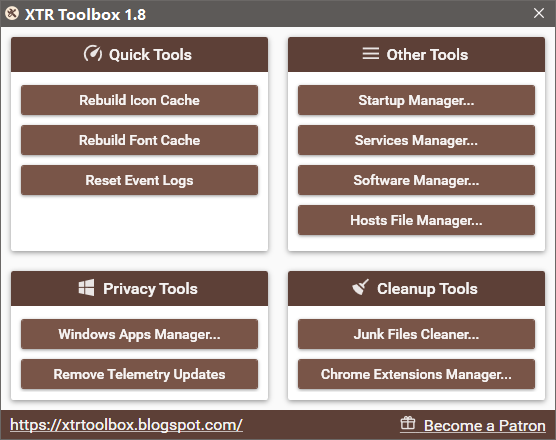 XTR Toolbox 1.8
Quick Tools
Rebuild Icon Cache
Rebuild Font Cache
Reset Event Logs
Other Tools
Startup Manager...
Services Manager...
Software Manager...
Hosts File Manager...
Privacy Tools
Windows Apps Manager...
Remove Telemetry Updates
Cleanup Tools
Junk Files Cleaner...
Chrome Extensions Manager...
https://xtrtoolbox.blogspot.com/
Become a Patron